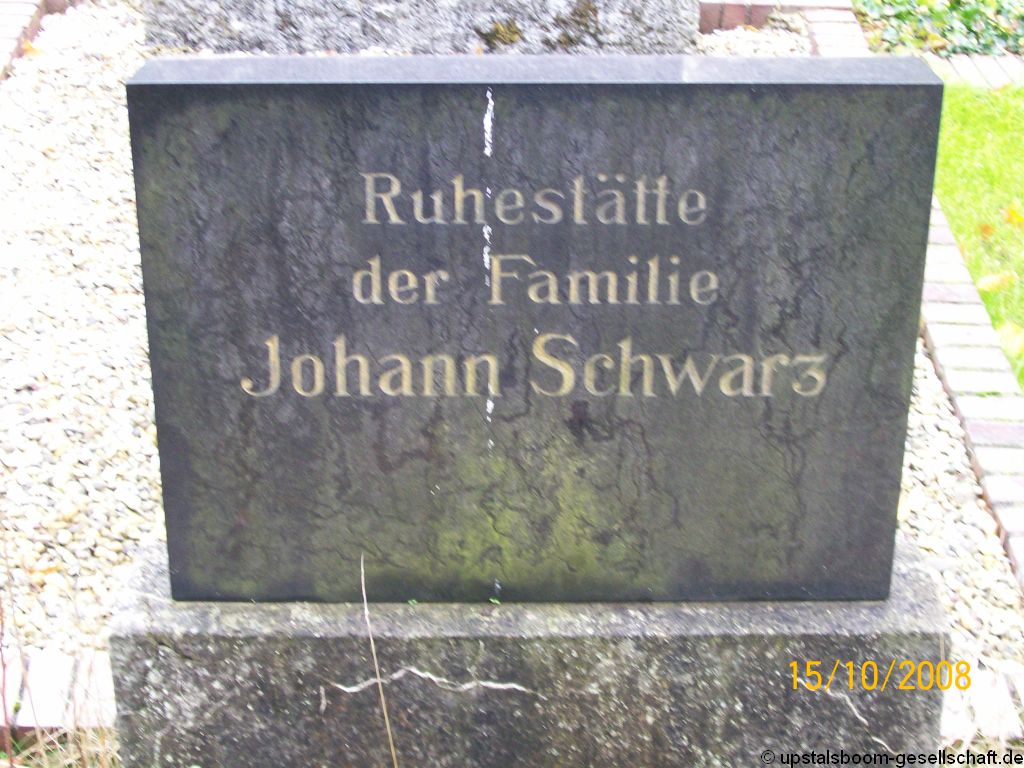 Ruhestätte
der Familie
Johann Schwarz
15/10/2008
© upstalsboom-gesellschaft.de